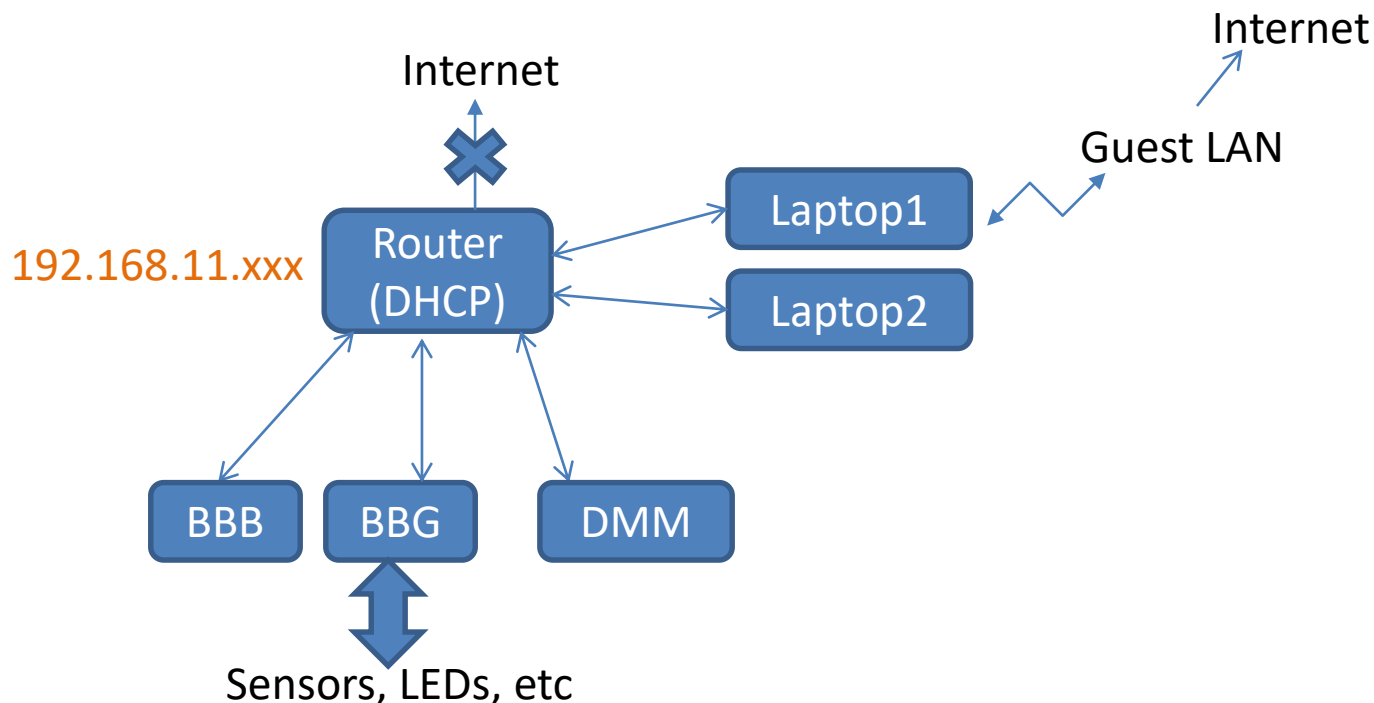 Internet
Internet
Guest LAN
Laptop1
Router
(DHCP)
192.168.11.xxx
Laptop2
BBB
BBG
DMM
Sensors, LEDs, etc